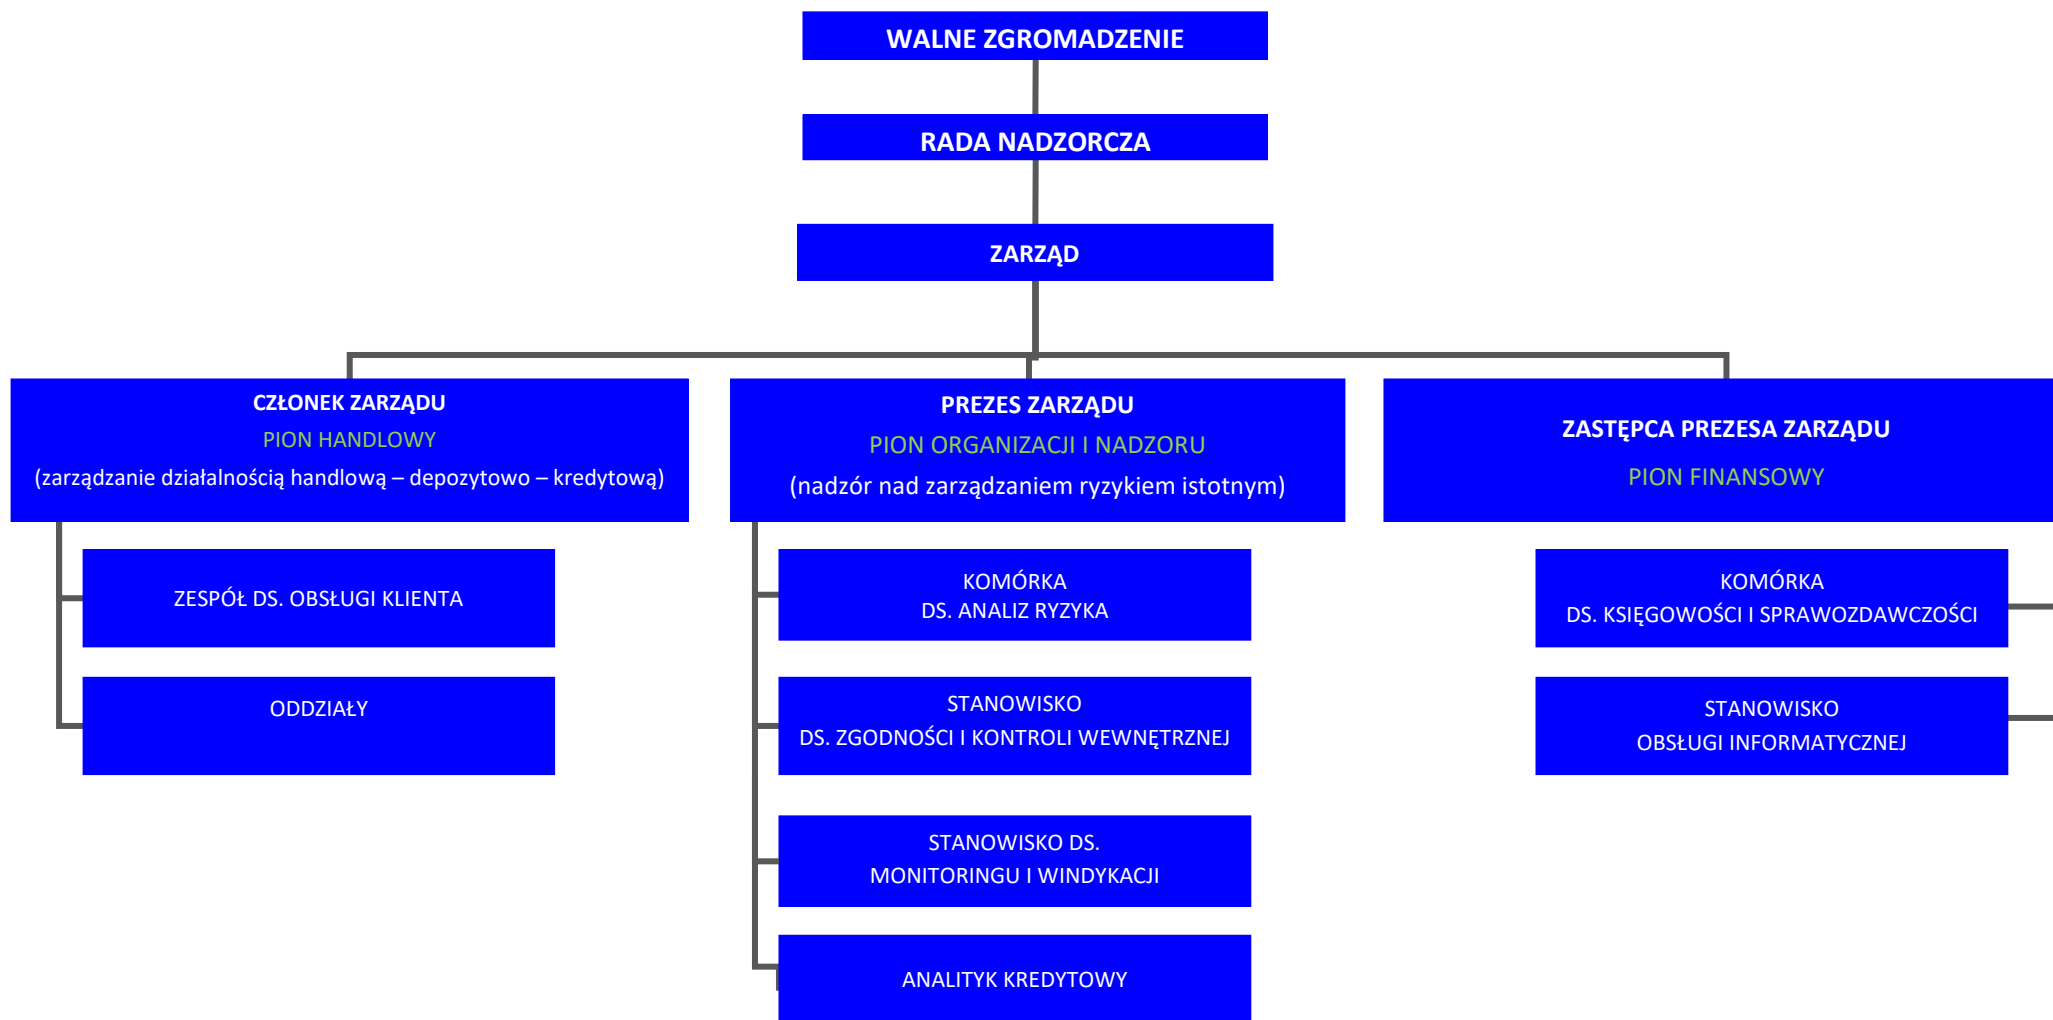 WALNE ZGROMADZENIE
RADA NADZORCZA
ZARZĄD
CZŁONEK ZARZĄDU
PION HANDLOWY
(zarządzanie działalnością handlową – depozytowo – kredytową)
PREZES ZARZĄDU
PION ORGANIZACJI I NADZORU
(nadzór nad zarządzaniem ryzykiem istotnym)
ZASTĘPCA PREZESA ZARZĄDU
PION FINANSOWY
ZESPÓŁ DS. OBSŁUGI KLIENTA
ODDZIAŁY
KOMÓRKA
DS. ANALIZ RYZYKA
STANOWISKO
DS. ZGODNOŚCI I KONTROLI WEWNĘTRZNEJ
STANOWISKO DS.
MONITORINGU I WINDYKACJI
ANALITYK KREDYTOWY
KOMÓRKA
DS. KSIĘGOWOŚCI I SPRAWOZDAWCZOŚCI
STANOWISKO
OBSŁUGI INFORMATYCZNEJ